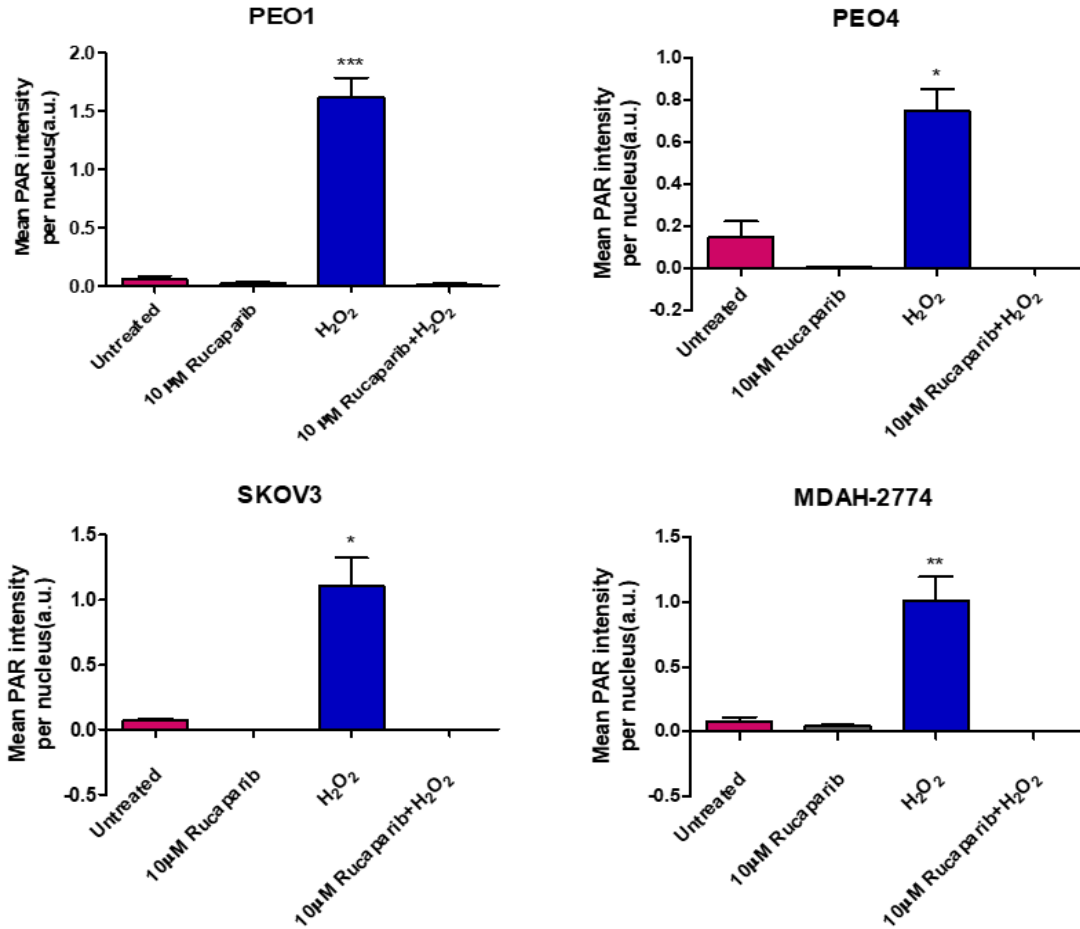 PEO1
Mean PAR intensity
per nucleus(a.u.)
2.0
1.5
1.0
0.5
0.0
***
Untreated
10 µM Rucaparib
H₂O₂
10 µM Rucaparib+H₂O₂
PEO4
Mean PAR intensity
per nucleus(a.u.)
1.0
0.8
0.6
0.4
0.2
0.0
-0.2
*
Untreated
10µM Rucaparib
H₂O₂
10µM Rucaparib+H₂O₂
SKOV3
Mean PAR intensity
per nucleus(a.u.)
1.5
1.0
0.5
0.0
-0.5
*
Untreated
10µM Rucaparib
H₂O₂
10µM Rucaparib+H₂O₂
MDAH-2774
Mean PAR intensity
per nucleus(a.u.)
1.5
1.0
0.5
0.0
-0.5
**
Untreated
10µM Rucaparib
H₂O₂
10µM Rucaparib+H₂O₂